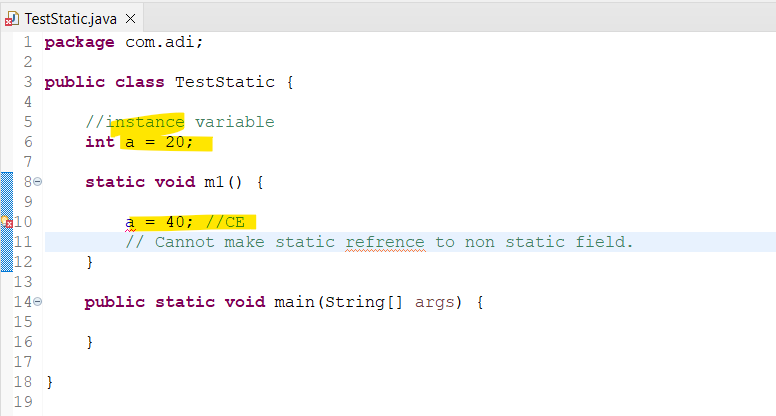 TestStatic.java
1 package com.adi;
2
3 public class TestStatic {
4
5     //instance variable
6     int a = 20;
7
8     static void m1() {
9
10         a = 40; //CE
11         // Cannot make static refrence to non static field.
12     }
13
14     public static void main(String[] args) {
15
16     }
17
18 }
19